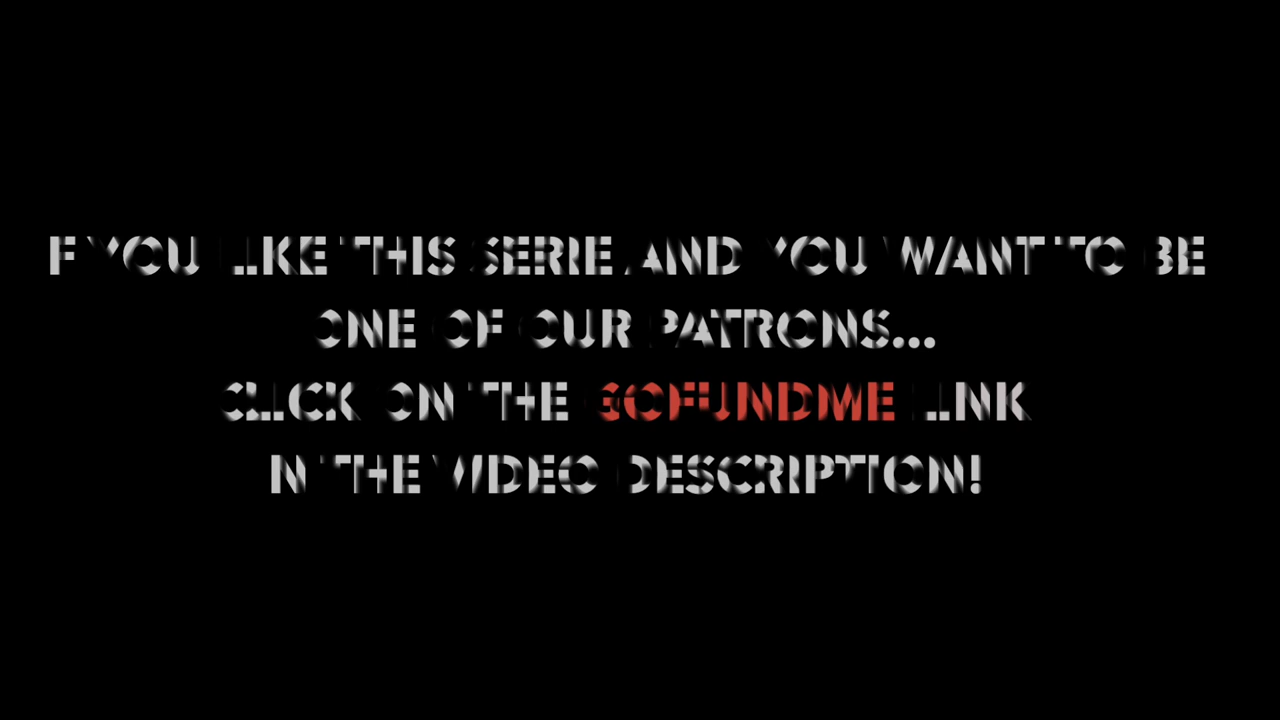 IF YOU LIKE THIS SERIE AND YOU WANT TO BE
ONE OF OUR PATRONS...
CLICK ON THE GOFUNDME LINK
IN THE VIDEO DESCRIPTION!